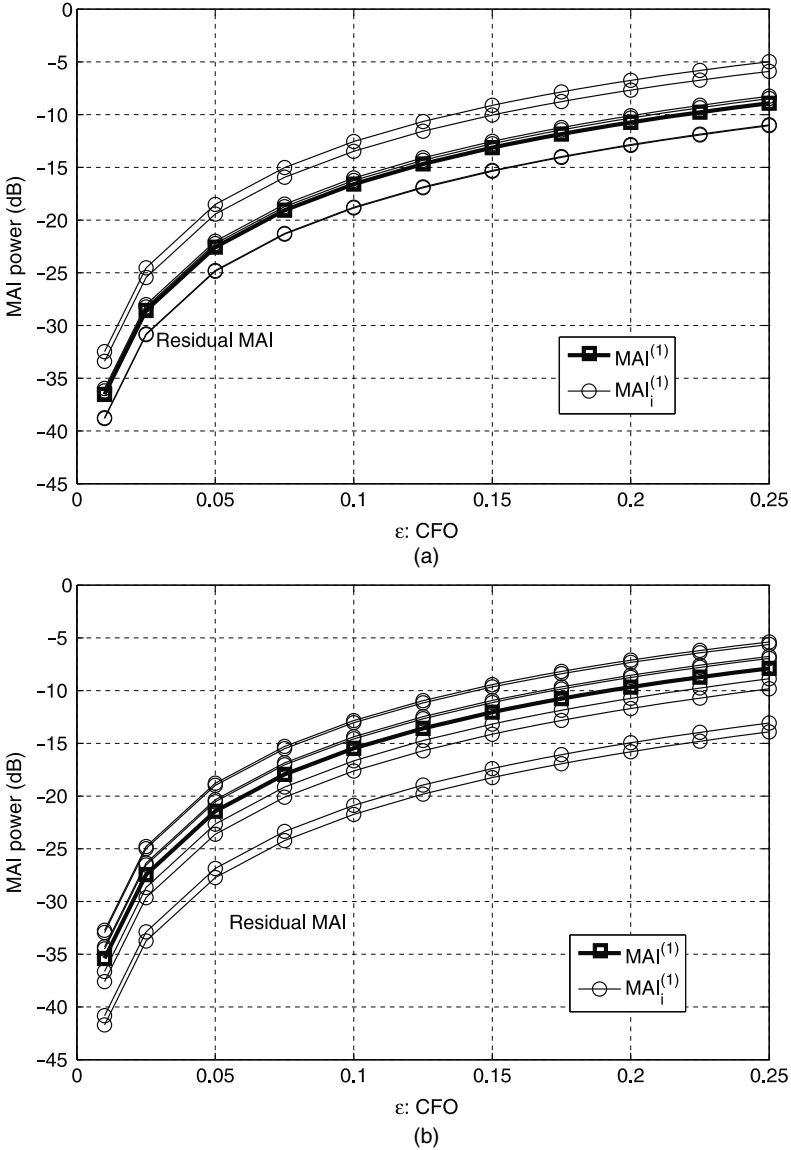 0
−5
−10
−15
−20
−25
−30
−35
−40
−45
MAI power (dB)
Residual MAI
MAI(1)
MAIi(1)
0 0.05 0.1 0.15 0.2 0.25
ε: CFO
(a)
0
−5
−10
−15
−20
−25
−30
−35
−40
−45
MAI power (dB)
Residual MAI
MAI(1)
MAIi(1)
0 0.05 0.1 0.15 0.2 0.25
ε: CFO
(b)